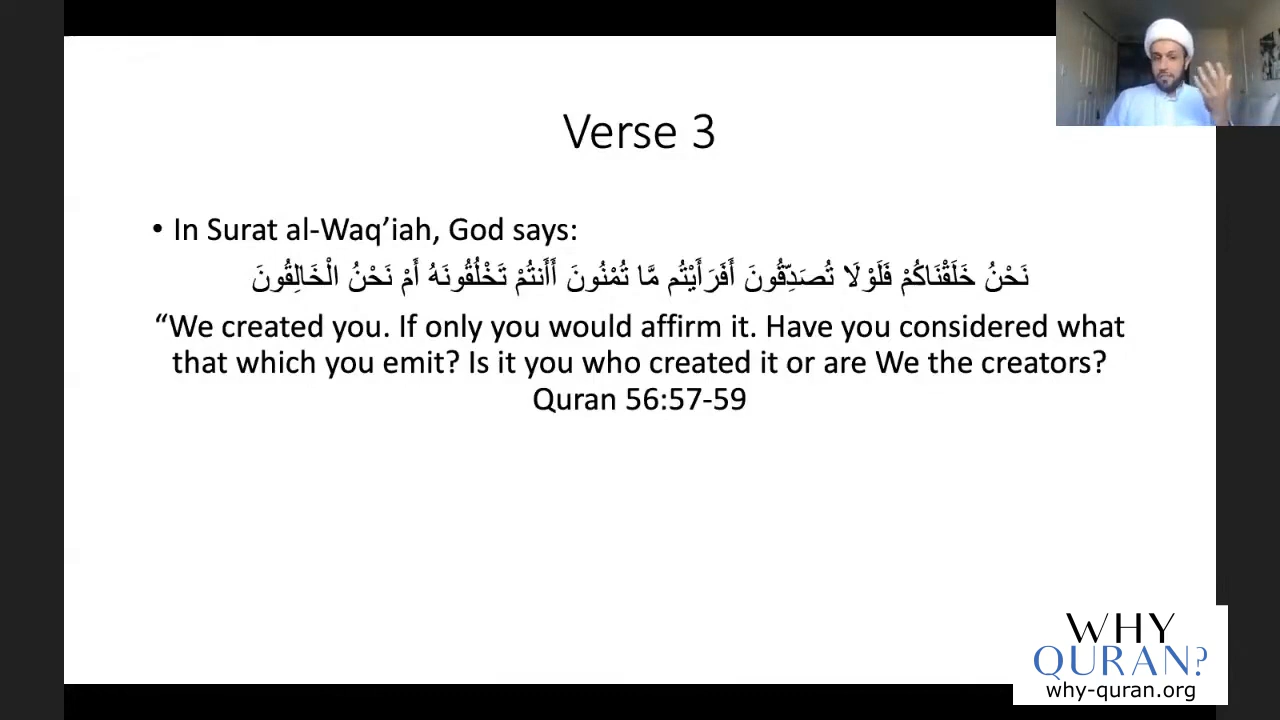 Verse 3
• In Surat al-Waq’iah, God says:
نَحْنُ خَلَقْنَاكُمْ فَلَوْلَا تُصَدِّقُونَ أَفَرَأَيْتُم مَّا تُمْنُونَ أَأَنتُمْ تَخْلُقُونَهُ أَمْ نَحْنُ الْخَالِقُونَ
“We created you. If only you would affirm it. Have you considered what
that which you emit? Is it you who created it or are We the creators?
Quran 56:57-59
WHY
QURAN?
why-quran.org